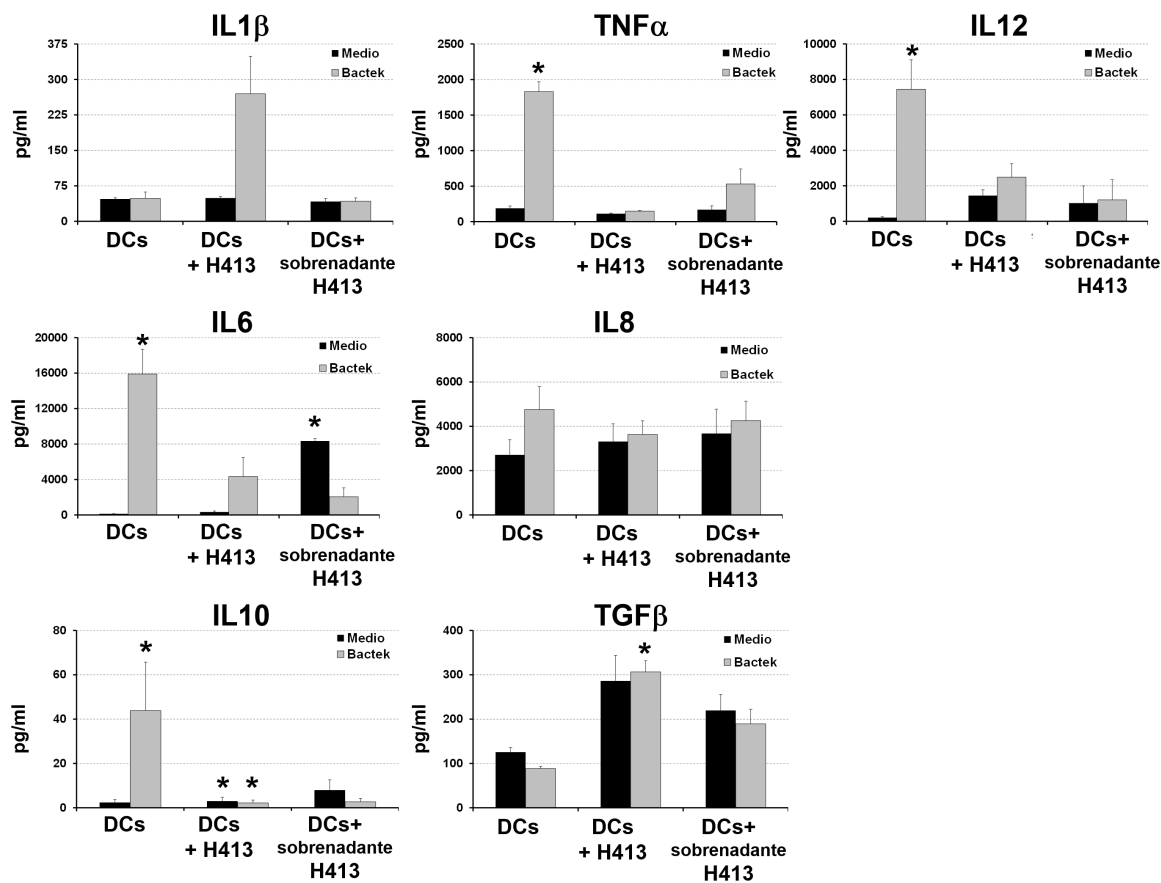 IL1β
375
300
225
150
75
0
pg/ml
Medio
Bactek
DCs
DCs
+ H413
DCs+
sobrenadante
H413
TNFα
2500
2000
1500
1000
500
0
pg/ml
Medio
Bactek
*
DCs
DCs
+ H413
DCs+
sobrenadante
H413
IL12
10000
8000
6000
4000
2000
0
pg/ml
Medio
Bactek
*
DCs
DCs
+ H413
DCs+
sobrenadante
H413
IL6
20000
16000
12000
8000
4000
0
pg/ml
Medio
Bactek
*
*
DCs
DCs
+ H413
DCs+
sobrenadante
H413
IL8
8000
6000
4000
2000
0
pg/ml
Medio
Bactek
DCs
DCs
+ H413
DCs+
sobrenadante
H413
IL10
80
60
40
20
0
pg/ml
Medio
Bactek
*
* *
DCs
DCs
+ H413
DCs+
sobrenadante
H413
TGFβ
400
300
200
100
0
pg/ml
Medio
Bactek
*
DCs
DCs
+ H413
DCs+
sobrenadante
H413